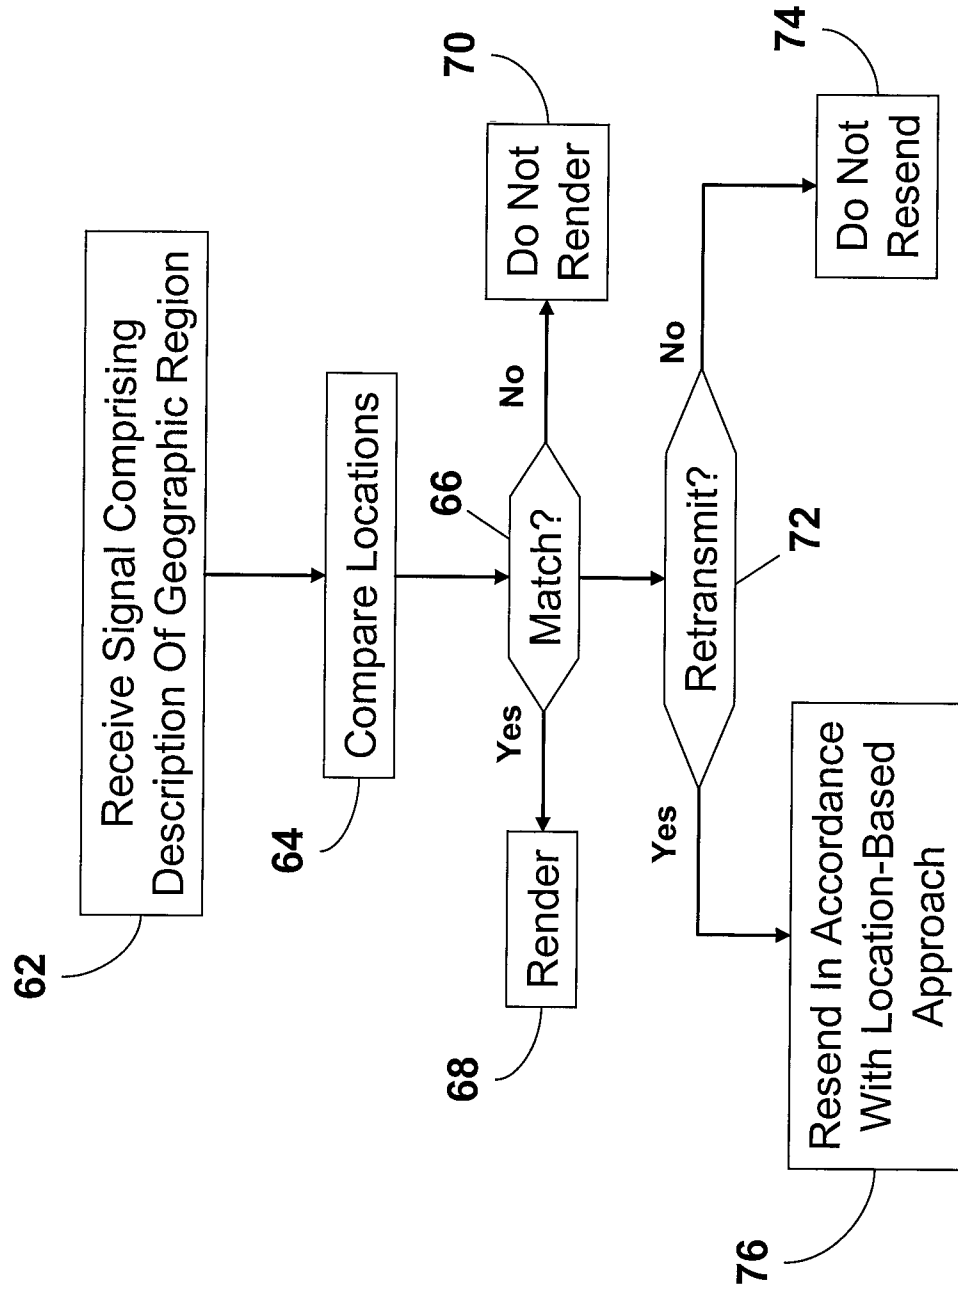 62
Receive Signal Comprising
Description Of Geographic Region
64
Compare Locations
66
Match?
Yes
No
68
Render
70
Do Not
Render
72
Retransmit?
Yes
No
76
Resend In Accordance
With Location-Based
Approach
74
Do Not
Resend